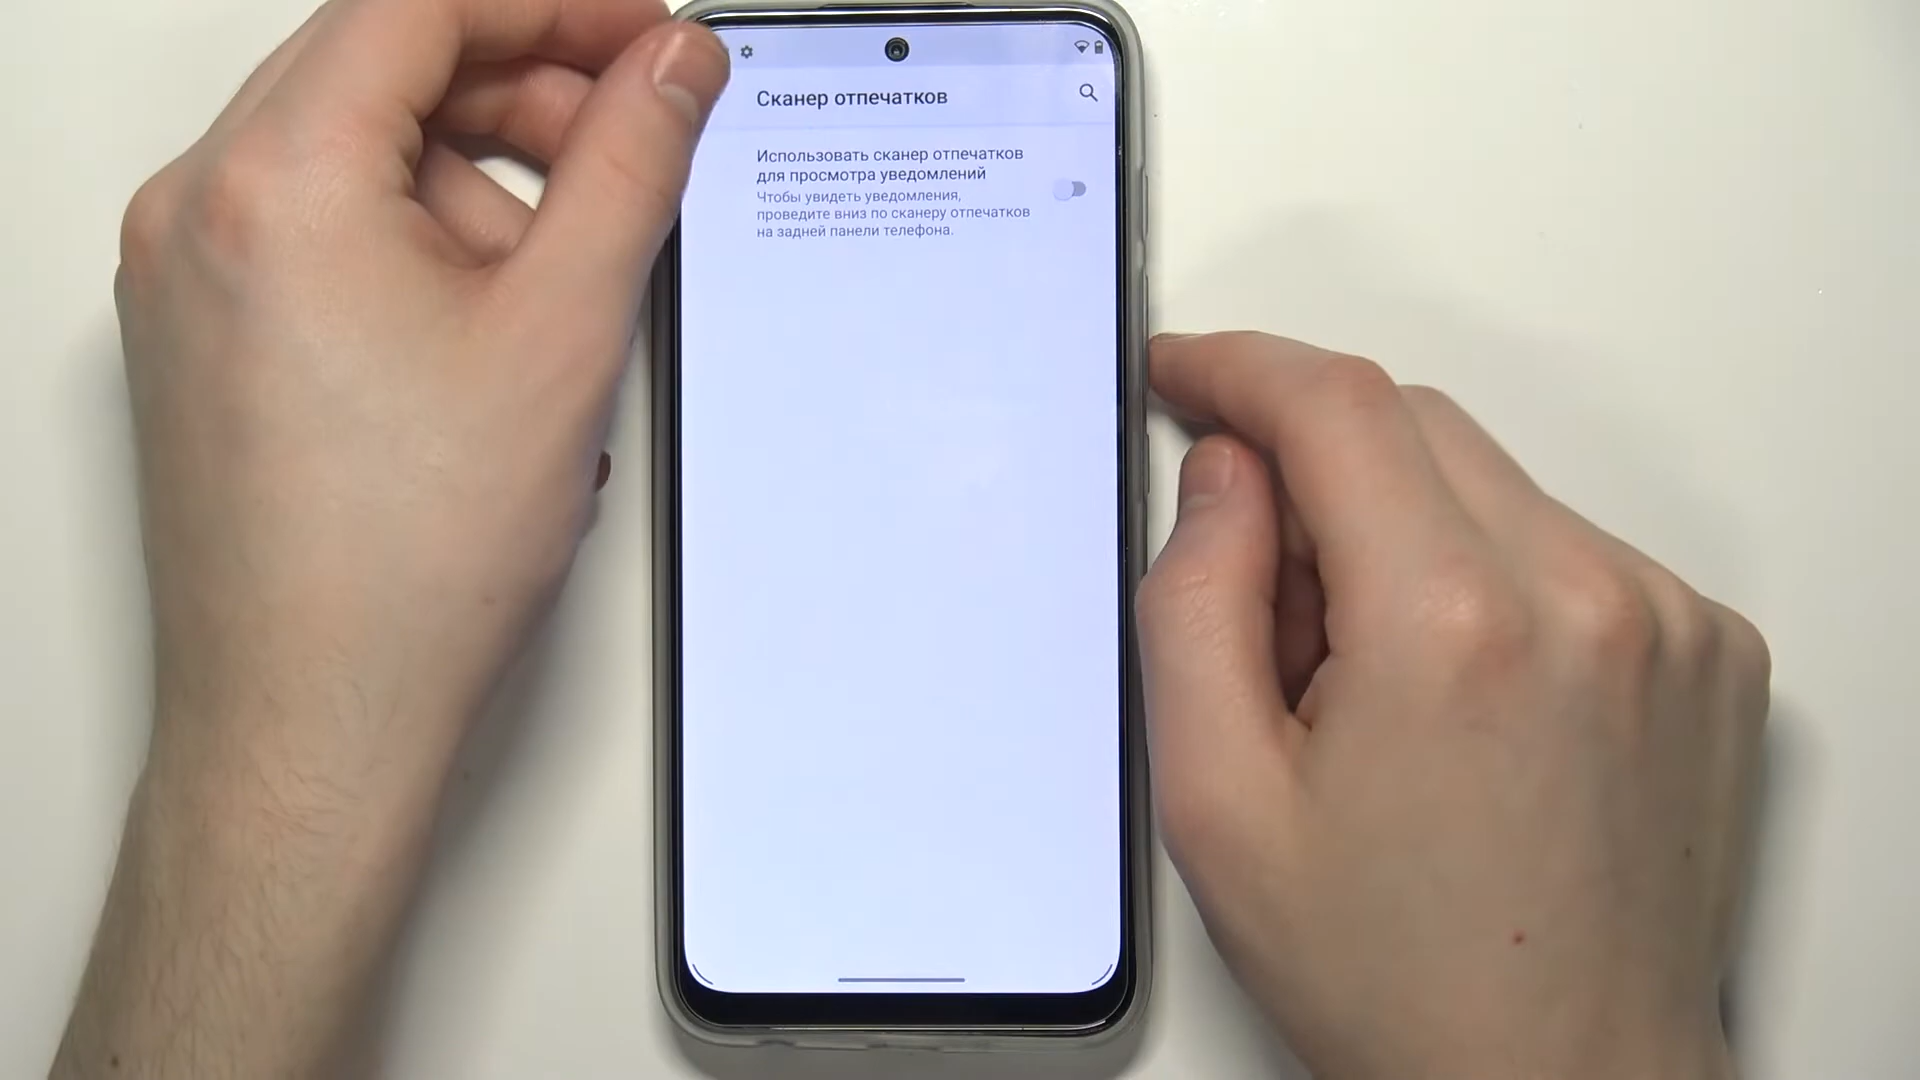 Сканер отпечатков
Использовать сканер отпечатков
для просмотра уведомлений
Чтобы увидеть уведомления,
проведите вниз по сканеру отпечатков
на задней панели телефона.